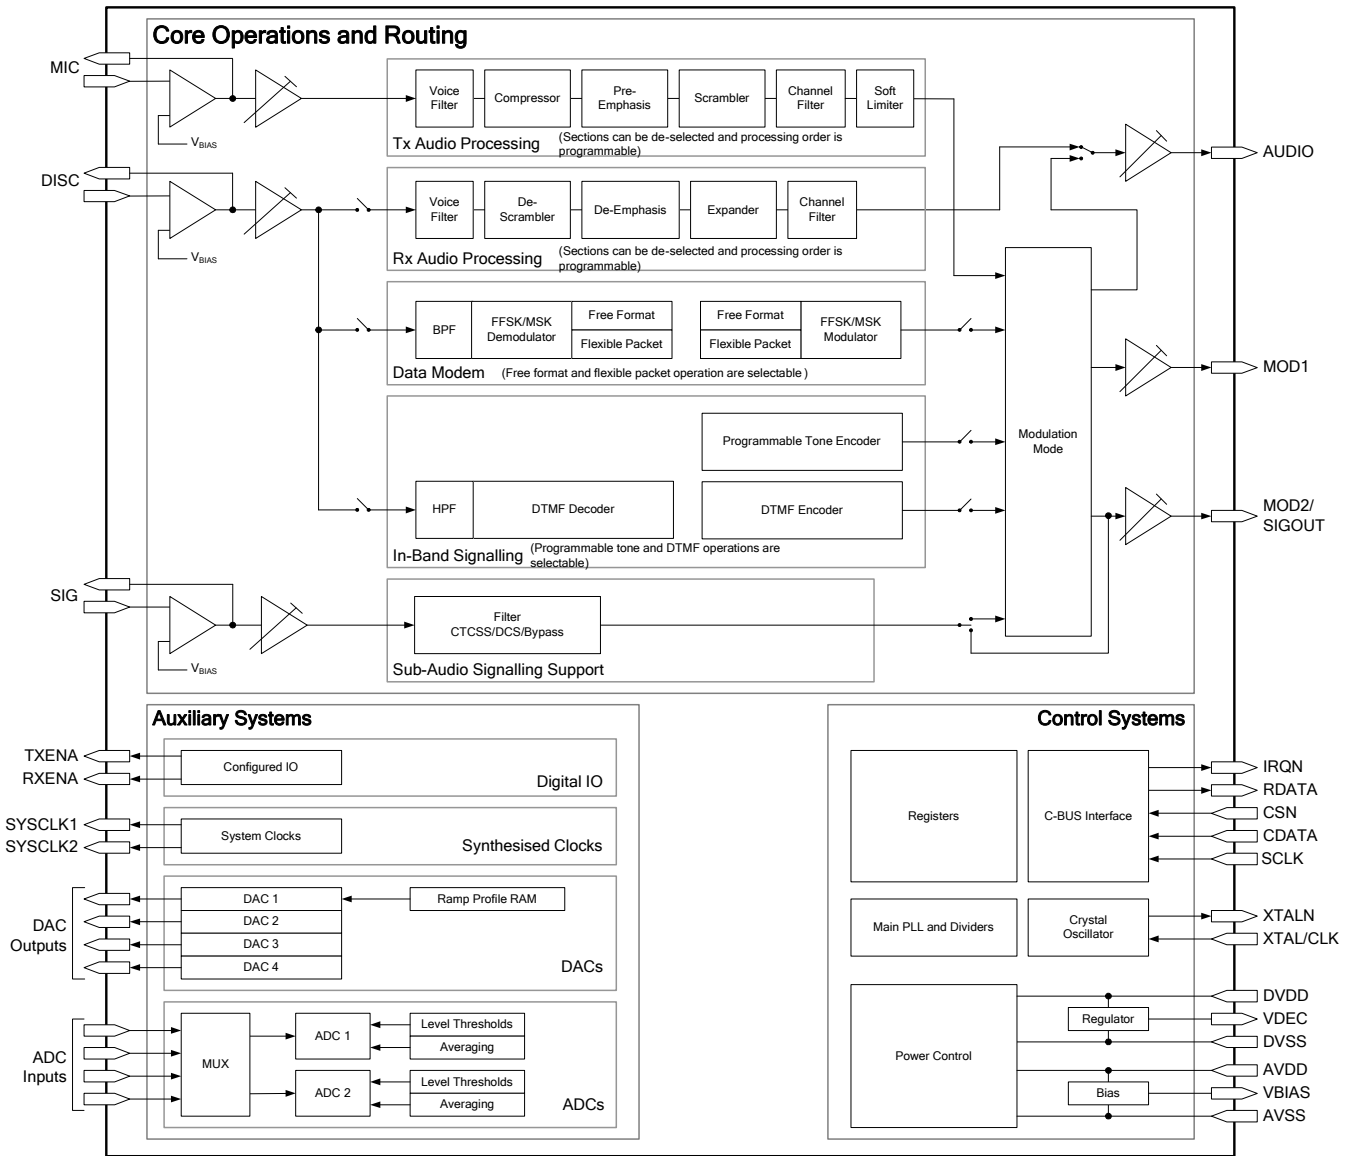 Core Operations and Routing
MIC
VBIAS
Voice
Filter
Compressor
Pre-
Emphasis
Scrambler
Channel
Filter
Soft
Limiter
Tx Audio Processing
(Sections can be de-selected and processing order is
programmable)
AUDIO
DISC
VBIAS
Voice
Filter
De-
Scrambler
De-Emphasis
Expander
Channel
Filter
Rx Audio Processing
(Sections can be de-selected and processing order is
programmable)
BPF
FFSK/MSK
Demodulator
Free Format
Flexible Packet
Free Format
Flexible Packet
FFSK/MSK
Modulator
Data Modem
(Free format and flexible packet operation are selectable )
MOD1
Programmable Tone Encoder
Modulation
Mode
HPF
DTMF Decoder
DTMF Encoder
In-Band Signalling
(Programmable tone and DTMF operations are
selectable)
MOD2/
SIGOUT
SIG
VBIAS
Filter
CTCSS/DCS/Bypass
Sub-Audio Signalling Support
Auxiliary Systems
TXENA
RXENA
Configured IO
Digital IO
SYSCLK1
SYSCLK2
System Clocks
Synthesised Clocks
DAC
Outputs
DAC 1
DAC 2
DAC 3
DAC 4
Ramp Profile RAM
DACs
ADC
Inputs
MUX
ADC 1
Level Thresholds
Averaging
ADC 2
Level Thresholds
Averaging
ADCs
Control Systems
Registers
C-BUS Interface
IRQN
RDATA
CSN
CDATA
SCLK
Main PLL and Dividers
Crystal
Oscillator
XTALN
XTAL/CLK
Power Control
Regulator
Bias
DVDD
VDEC
DVSS
AVDD
VBIAS
AVSS